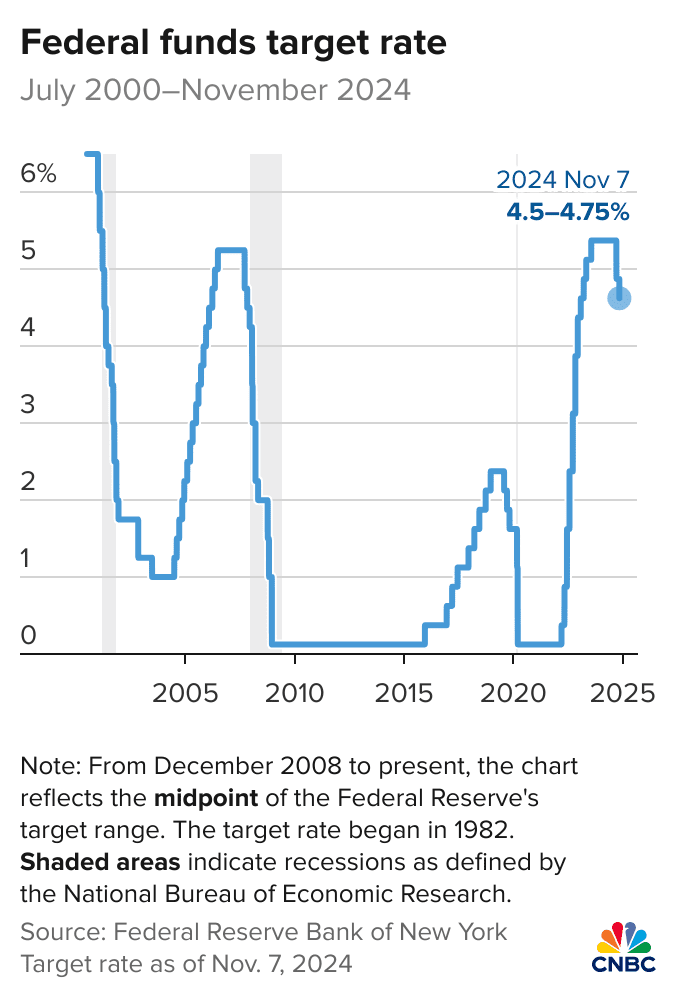 Federal funds target rate
July 2000–November 2024
6%
2024 Nov 7
4.5–4.75%
5
4
3
2
1
0
2005 2010 2015 2020 2025
Note: From December 2008 to present, the chart
reflects the midpoint of the Federal Reserve's
target range. The target rate began in 1982.
Shaded areas indicate recessions as defined by
the National Bureau of Economic Research.
Source: Federal Reserve Bank of New York
Target rate as of Nov. 7, 2024
CNBC